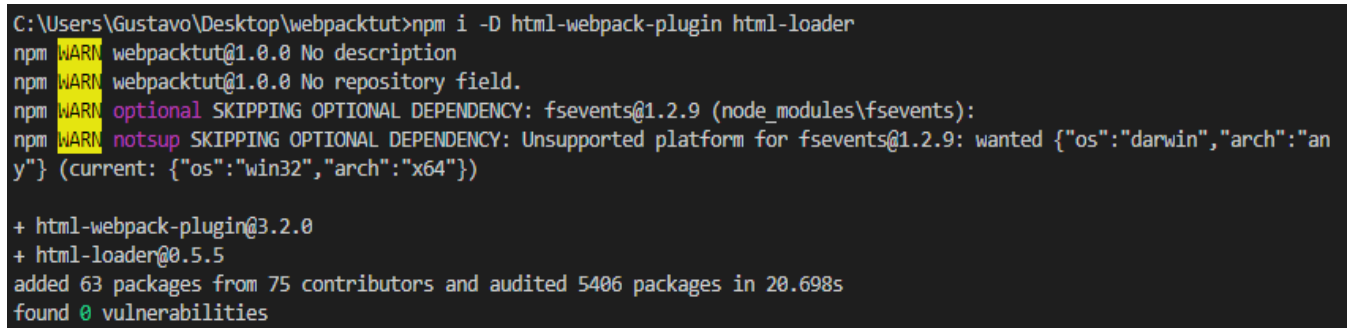 C:\Users\Gustavo\Desktop\webpacktut>npm i -D html-webpack-plugin html-loader
npm WARN webpacktut@1.0.0 No description
npm WARN webpacktut@1.0.0 No repository field.
npm WARN optional SKIPPING OPTIONAL DEPENDENCY: fsevents@1.2.9 (node_modules\fsevents):
npm WARN notsup SKIPPING OPTIONAL DEPENDENCY: Unsupported platform for fsevents@1.2.9: wanted {"os":"darwin","arch":"an
y"} (current: {"os":"win32","arch":"x64"})
+ html-webpack-plugin@3.2.0
+ html-loader@0.5.5
added 63 packages from 75 contributors and audited 5406 packages in 20.698s
found 0 vulnerabilities